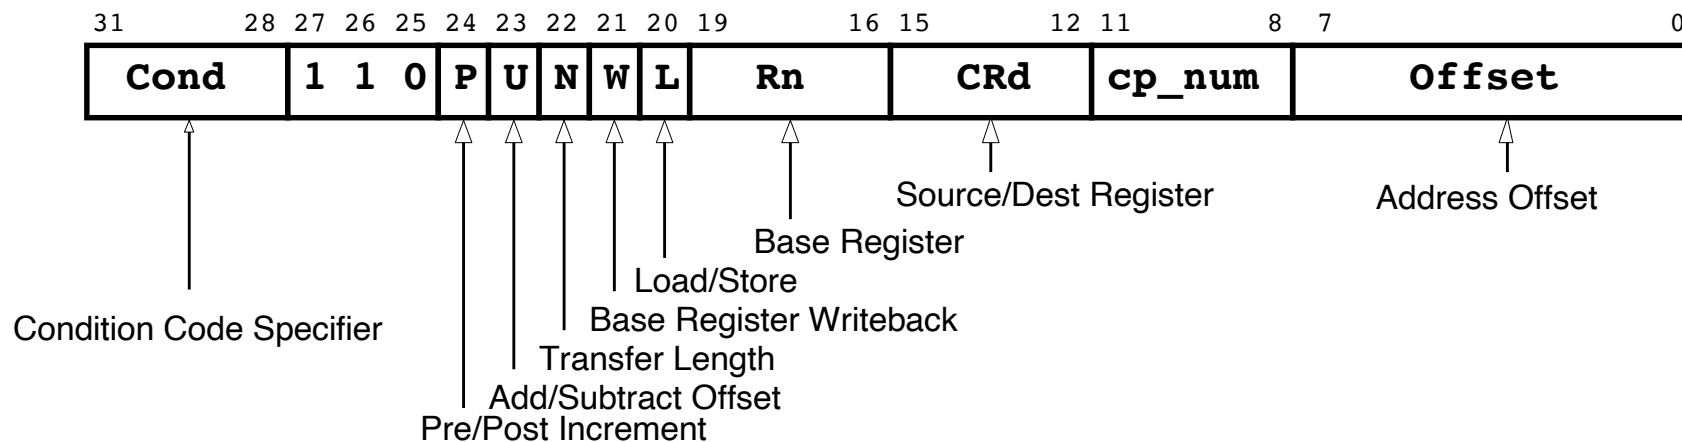 31 28 27 26 25 24 23 22 21 20 19 16 15 12 11 8 7 0
Cond 1 1 0 P U N W L Rn CRd cp_num Offset
Source/Dest Register Address Offset
Base Register
Load/Store
Base Register Writeback
Condition Code Specifier
Transfer Length
Add/Subtract Offset
Pre/Post Increment